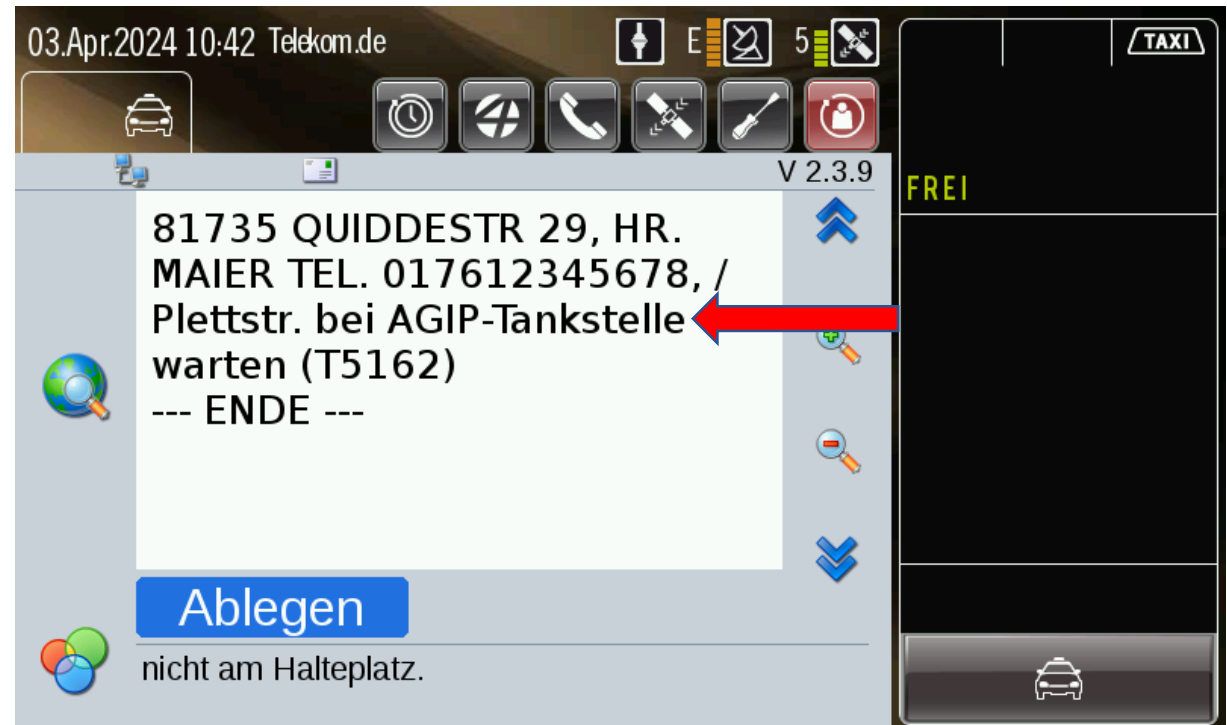 03.Apr.2024 10:42 Telekom.de E 5 TAXI
V 2.3.9
FREI
81735 QUIDDESTR 29, HR.
MAIER TEL. 017612345678, /
Plettstr. bei AGIP-Tankstelle
warten (T5162)
--- ENDE ---
Ablegen
nicht am Halteplatz.